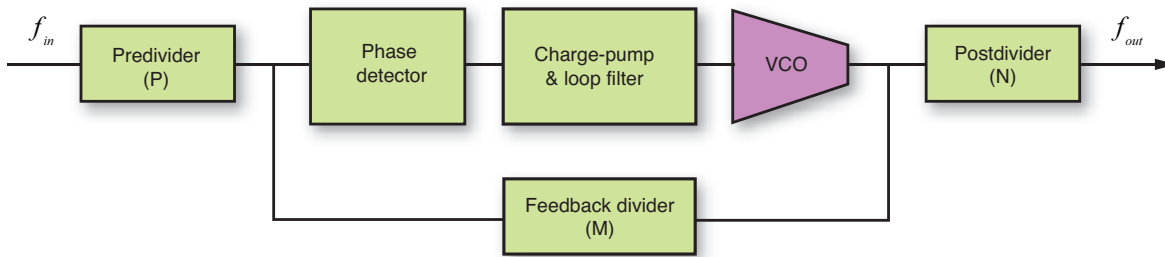 f_in
Predivider
(P)
Phase
detector
Charge-pump
& loop filter
VCO
Postdivider
(N)
f_out
Feedback divider
(M)